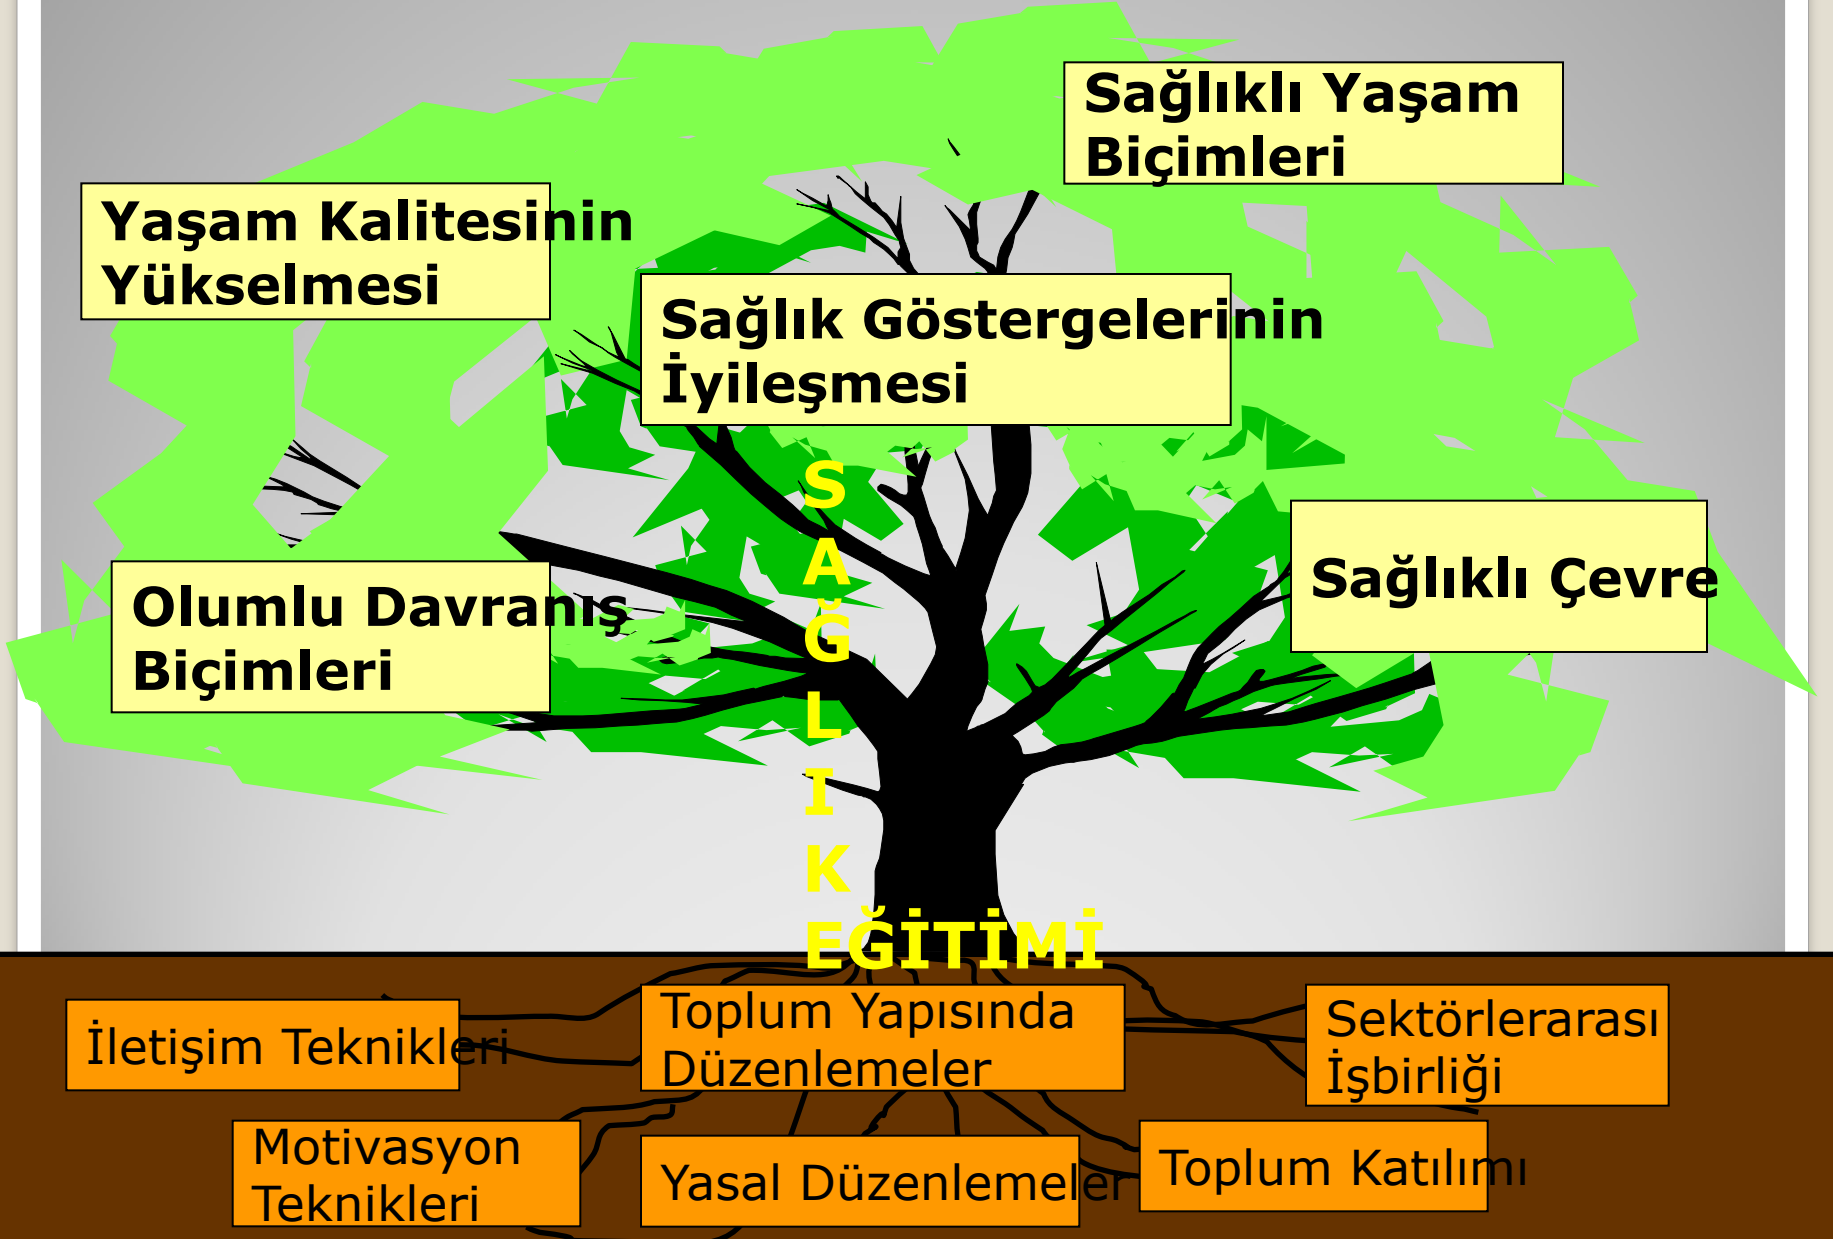 Sağlıklı Yaşam
Biçimleri
Yaşam Kalitesinin
Yükselmesi
Sağlık Göstergelerinin
İyileşmesi
Olumlu Davranış
Biçimleri
Sağlıklı Çevre
S
A
Ğ
L
I
K
EĞİTİMİ
İletişim Teknikleri
Toplum Yapısında
Düzenlemeler
Sektörlerarası
İşbirliği
Motivasyon
Teknikleri
Yasal Düzenlemeler
Toplum Katılımı